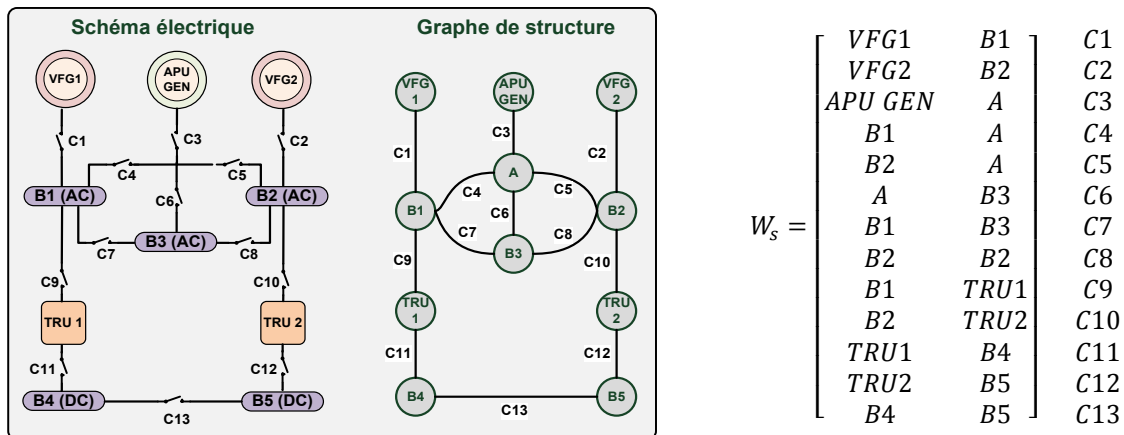 Schéma électrique
VFG1
APU
GEN
VFG2
C1
C3
C2
C4
C5
B1 (AC)
C6
B2 (AC)
B3 (AC)
C7
C8
C9
C10
TRU 1
TRU 2
C11
C12
B4 (DC)
B5 (DC)
C13
Graphe de structure
VFG
1
APU
GEN
VFG
2
C3
C1
C2
A
C4
C5
C6
B1
B2
C7
C8
B3
C9
C10
TRU
1
TRU
2
C11
C12
B4
B5
C13
W_s =
VFG1 B1 C1
VFG2 B2 C2
APU GEN A C3
B1 A C4
B2 A C5
A B3 C6
B1 B3 C7
B2 B2 C8
B1 TRU1 C9
B2 TRU2 C10
TRU1 B4 C11
TRU2 B5 C12
B4 B5 C13